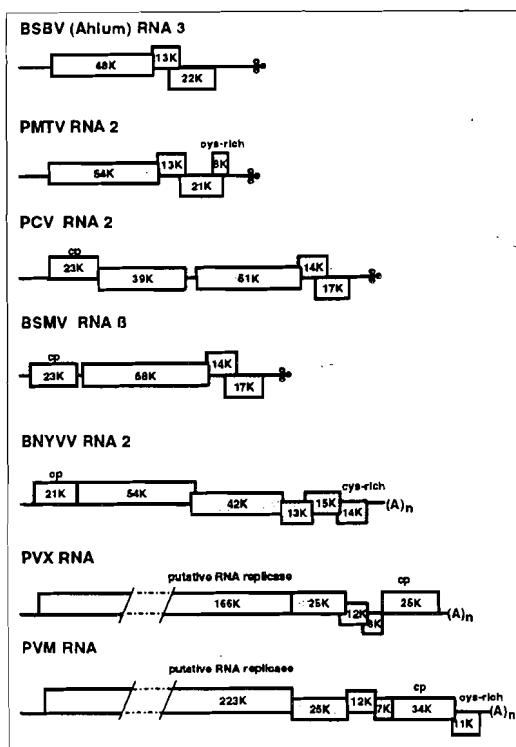 BSBV (Ahlum) RNA 3
13K
48K
22K
PMTV RNA 2
cys-rich
13K 8K
54K
21K
PCV RNA 2
cp
23K 14K
39K 51K
17K
BSMV RNA ß
cp
14K
23K 58K
17K
BNYVV RNA 2
cp cys-rich
21K 54K 15K
42K 13K 14K (A)n
PVX RNA
putative RNA replicase cp
166K 25K 25K
12K 8K (A)n
PVM RNA
putative RNA replicase cp
cys-rich
223K 12K 34K (A)n
25K 7K 11K